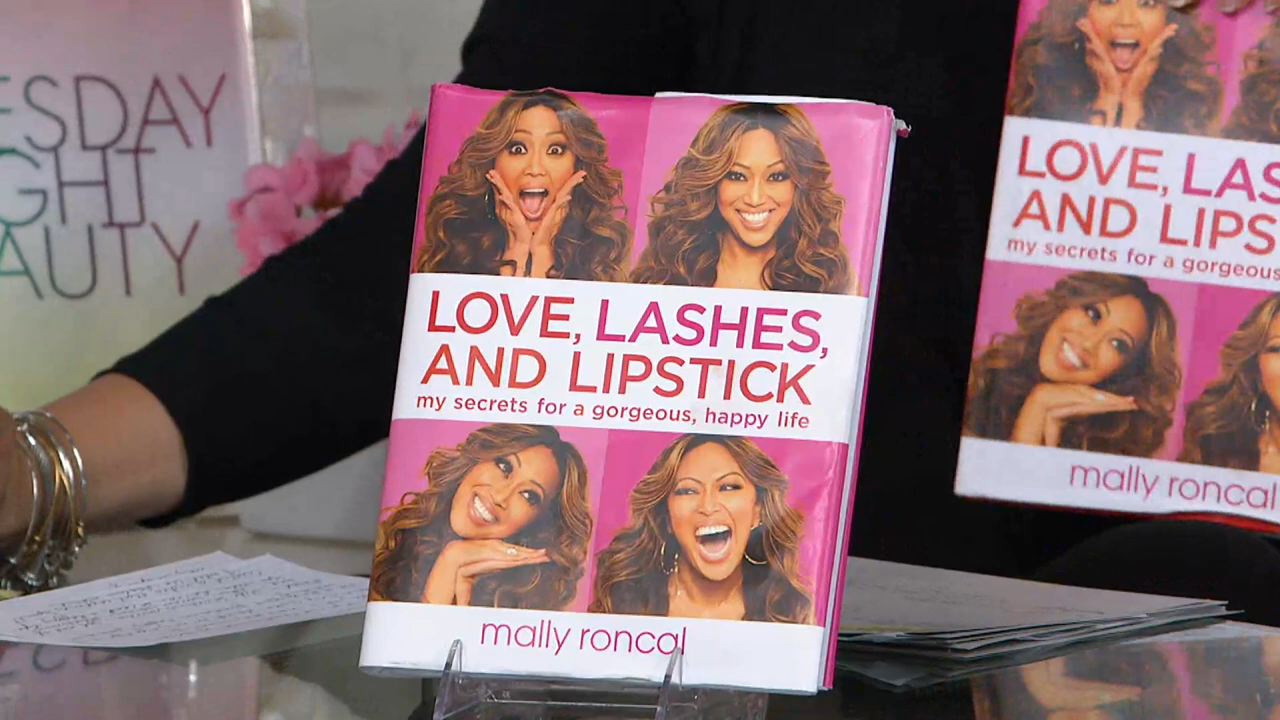 ESDAY
GHT
AUTY
LOVE, LASHES,
AND LIPSTICK
my secrets for a gorgeous, happy life
mally roncal
LOVE, LAS
AND LIPS
my secrets for a gorgeous
mally roncal